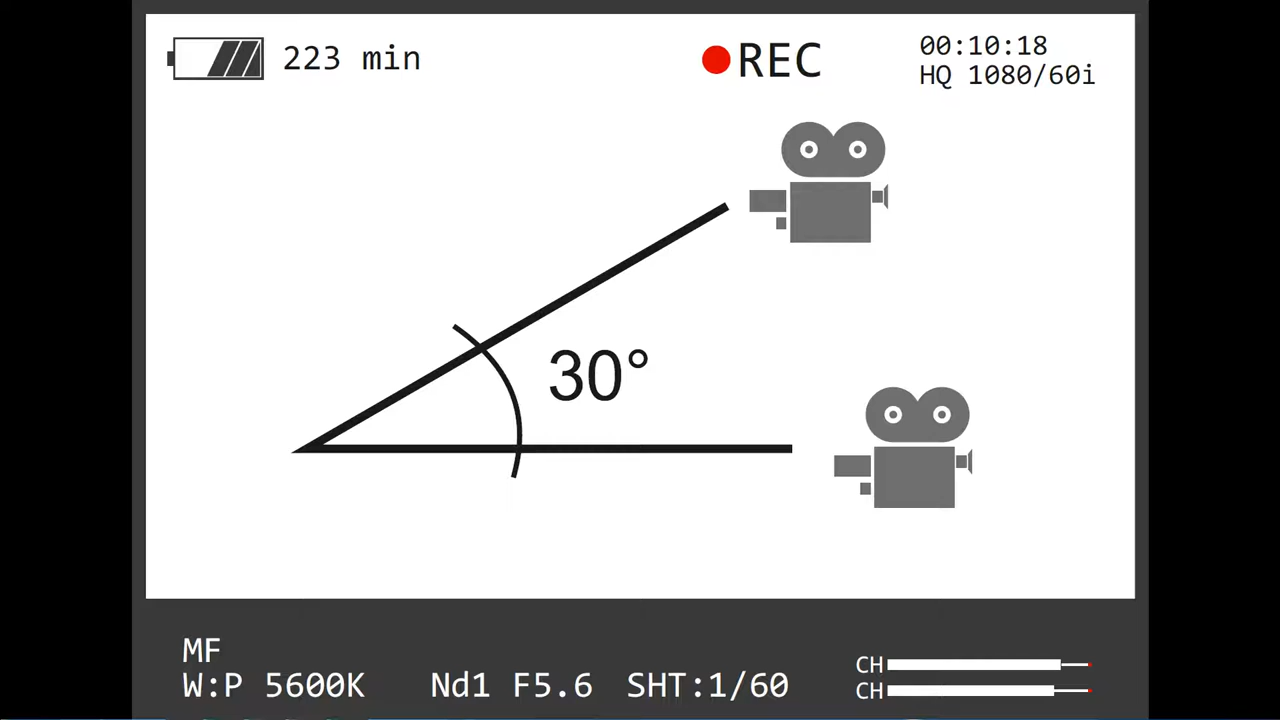 223 min
REC
00:10:18
HQ 1080/60i
30°
MF
W:P 5600K Nd1 F5.6 SHT:1/60
CH
CH